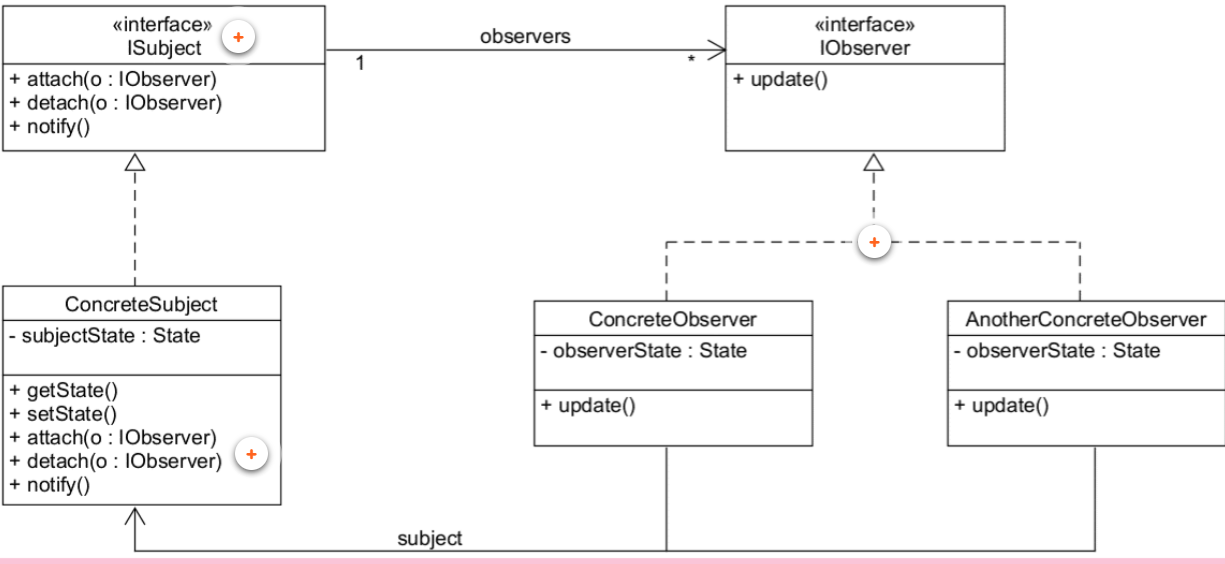 «interface»
ISubject
+ attach(o : IObserver)
+ detach(o : IObserver)
+ notify()
observers
1
*
«interface»
IObserver
+ update()
ConcreteSubject
- subjectState : State
+ getState()
+ setState()
+ attach(o : IObserver)
+ detach(o : IObserver)
+ notify()
ConcreteObserver
- observerState : State
+ update()
AnotherConcreteObserver
- observerState : State
+ update()
subject